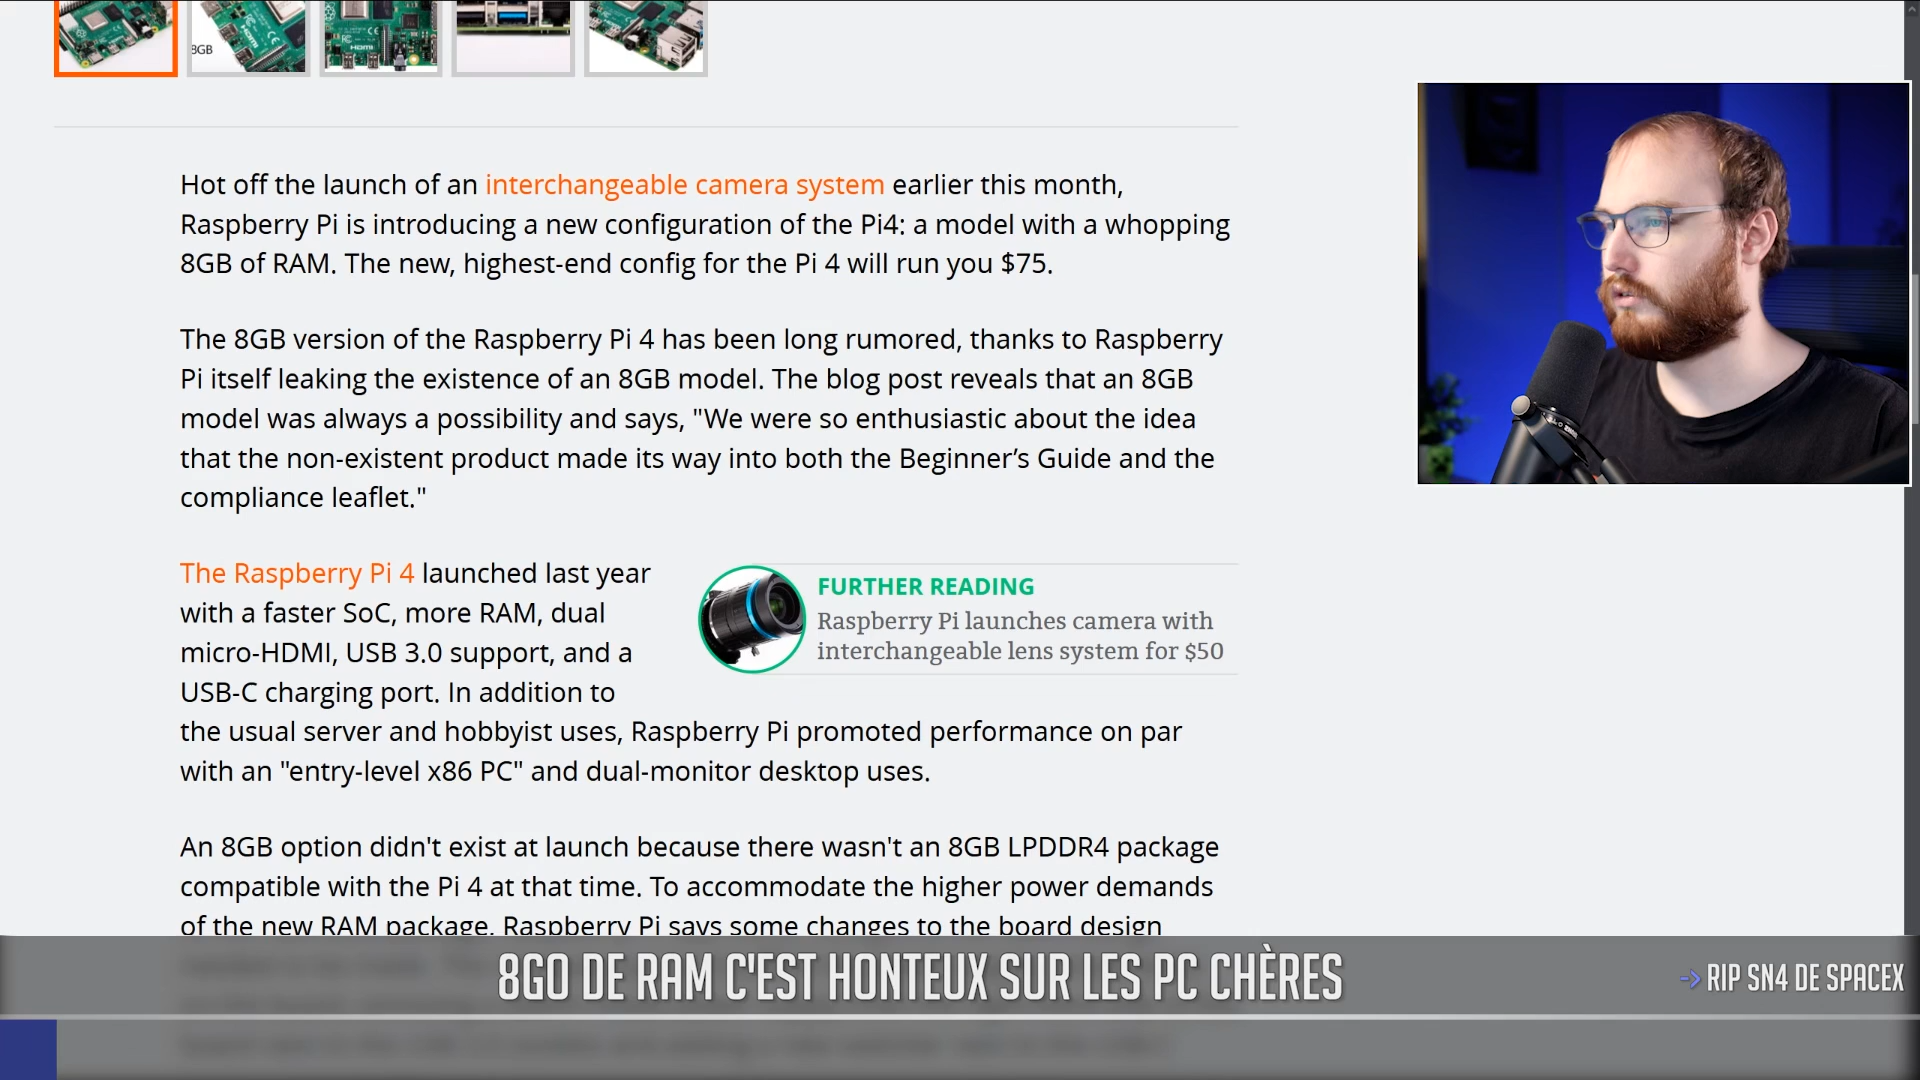 8GB
HDMI
Hot off the launch of an interchangeable camera system earlier this month,
Raspberry Pi is introducing a new configuration of the Pi4: a model with a whopping
8GB of RAM. The new, highest-end config for the Pi 4 will run you $75.
The 8GB version of the Raspberry Pi 4 has been long rumored, thanks to Raspberry
Pi itself leaking the existence of an 8GB model. The blog post reveals that an 8GB
model was always a possibility and says, "We were so enthusiastic about the idea
that the non-existent product made its way into both the Beginner’s Guide and the
compliance leaflet."
The Raspberry Pi 4 launched last year
with a faster SoC, more RAM, dual
micro-HDMI, USB 3.0 support, and a
USB-C charging port. In addition to
the usual server and hobbyist uses, Raspberry Pi promoted performance on par
with an "entry-level x86 PC" and dual-monitor desktop uses.
FURTHER READING
Raspberry Pi launches camera with
interchangeable lens system for $50
An 8GB option didn't exist at launch because there wasn't an 8GB LPDDR4 package
compatible with the Pi 4 at that time. To accommodate the higher power demands
of the new RAM package, Raspberry Pi says some changes to the board design
8GO DE RAM C'EST HONTEUX SUR LES PC CHÈRES
-> RIP SN4 DE SPACEX